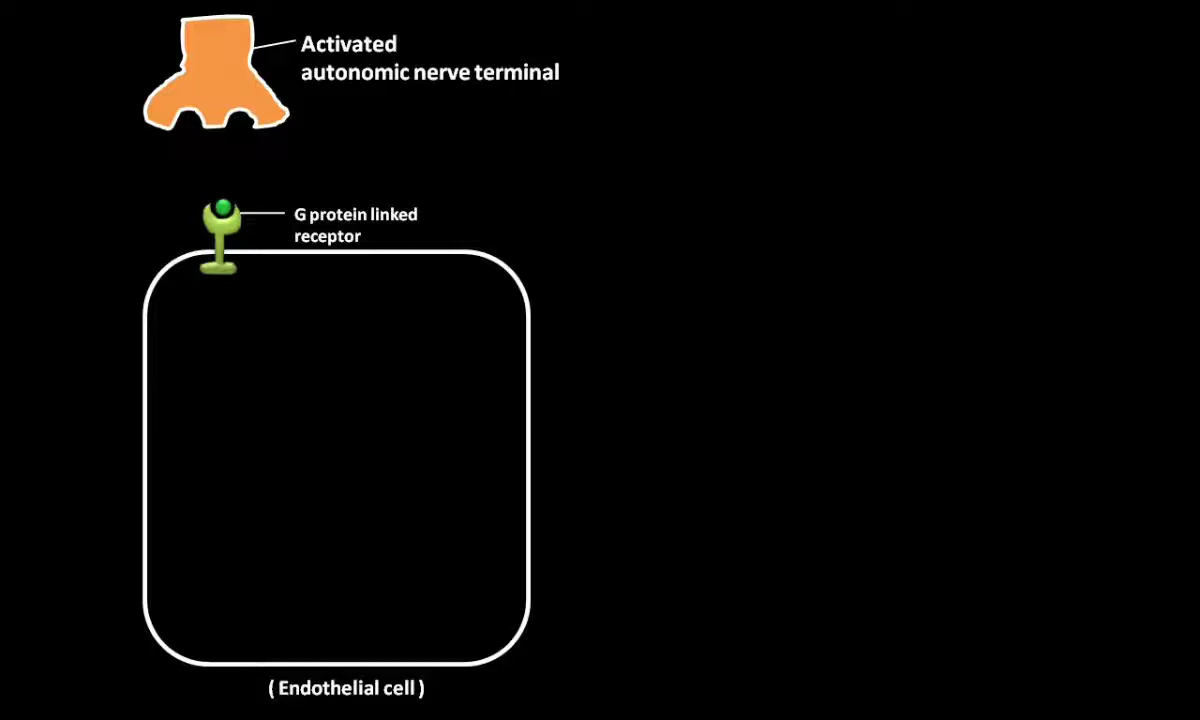 Activated
autonomic nerve terminal
G protein linked
receptor
( Endothelial cell )